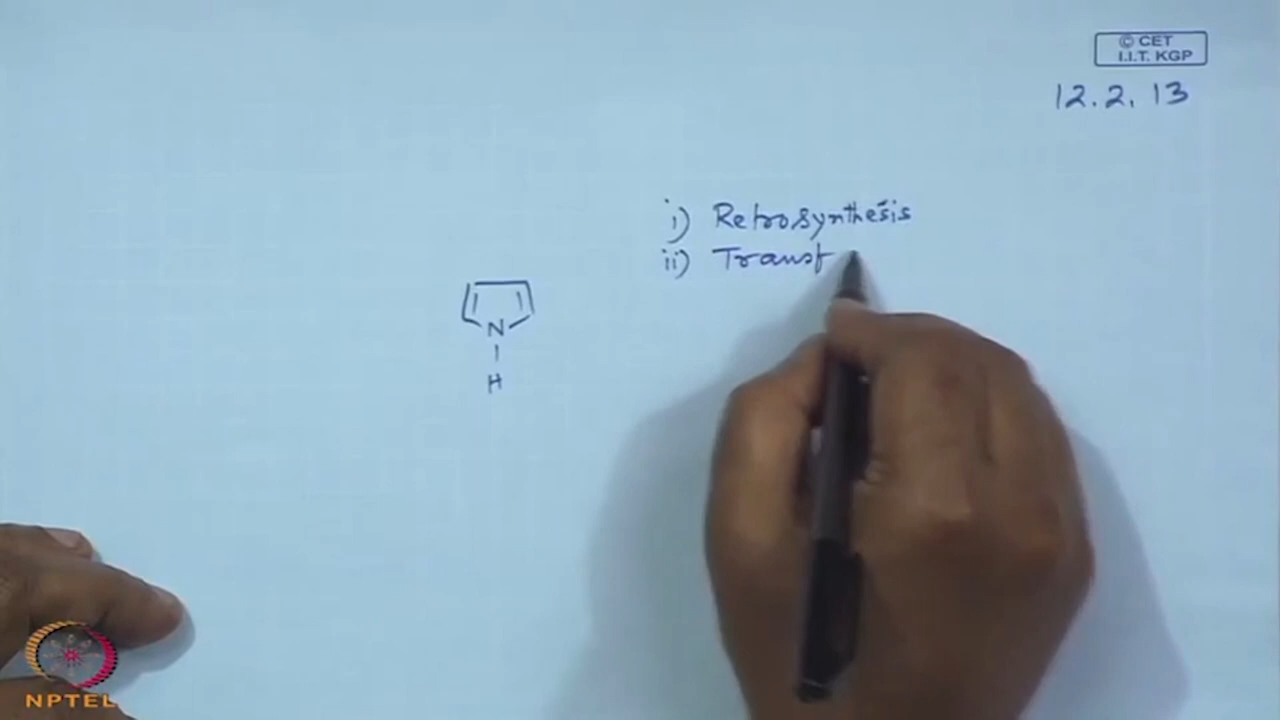 © CET
I.I.T. KGP
12.2.13
i) Retrosynthesis
ii) Transf
N
H
NPTEL